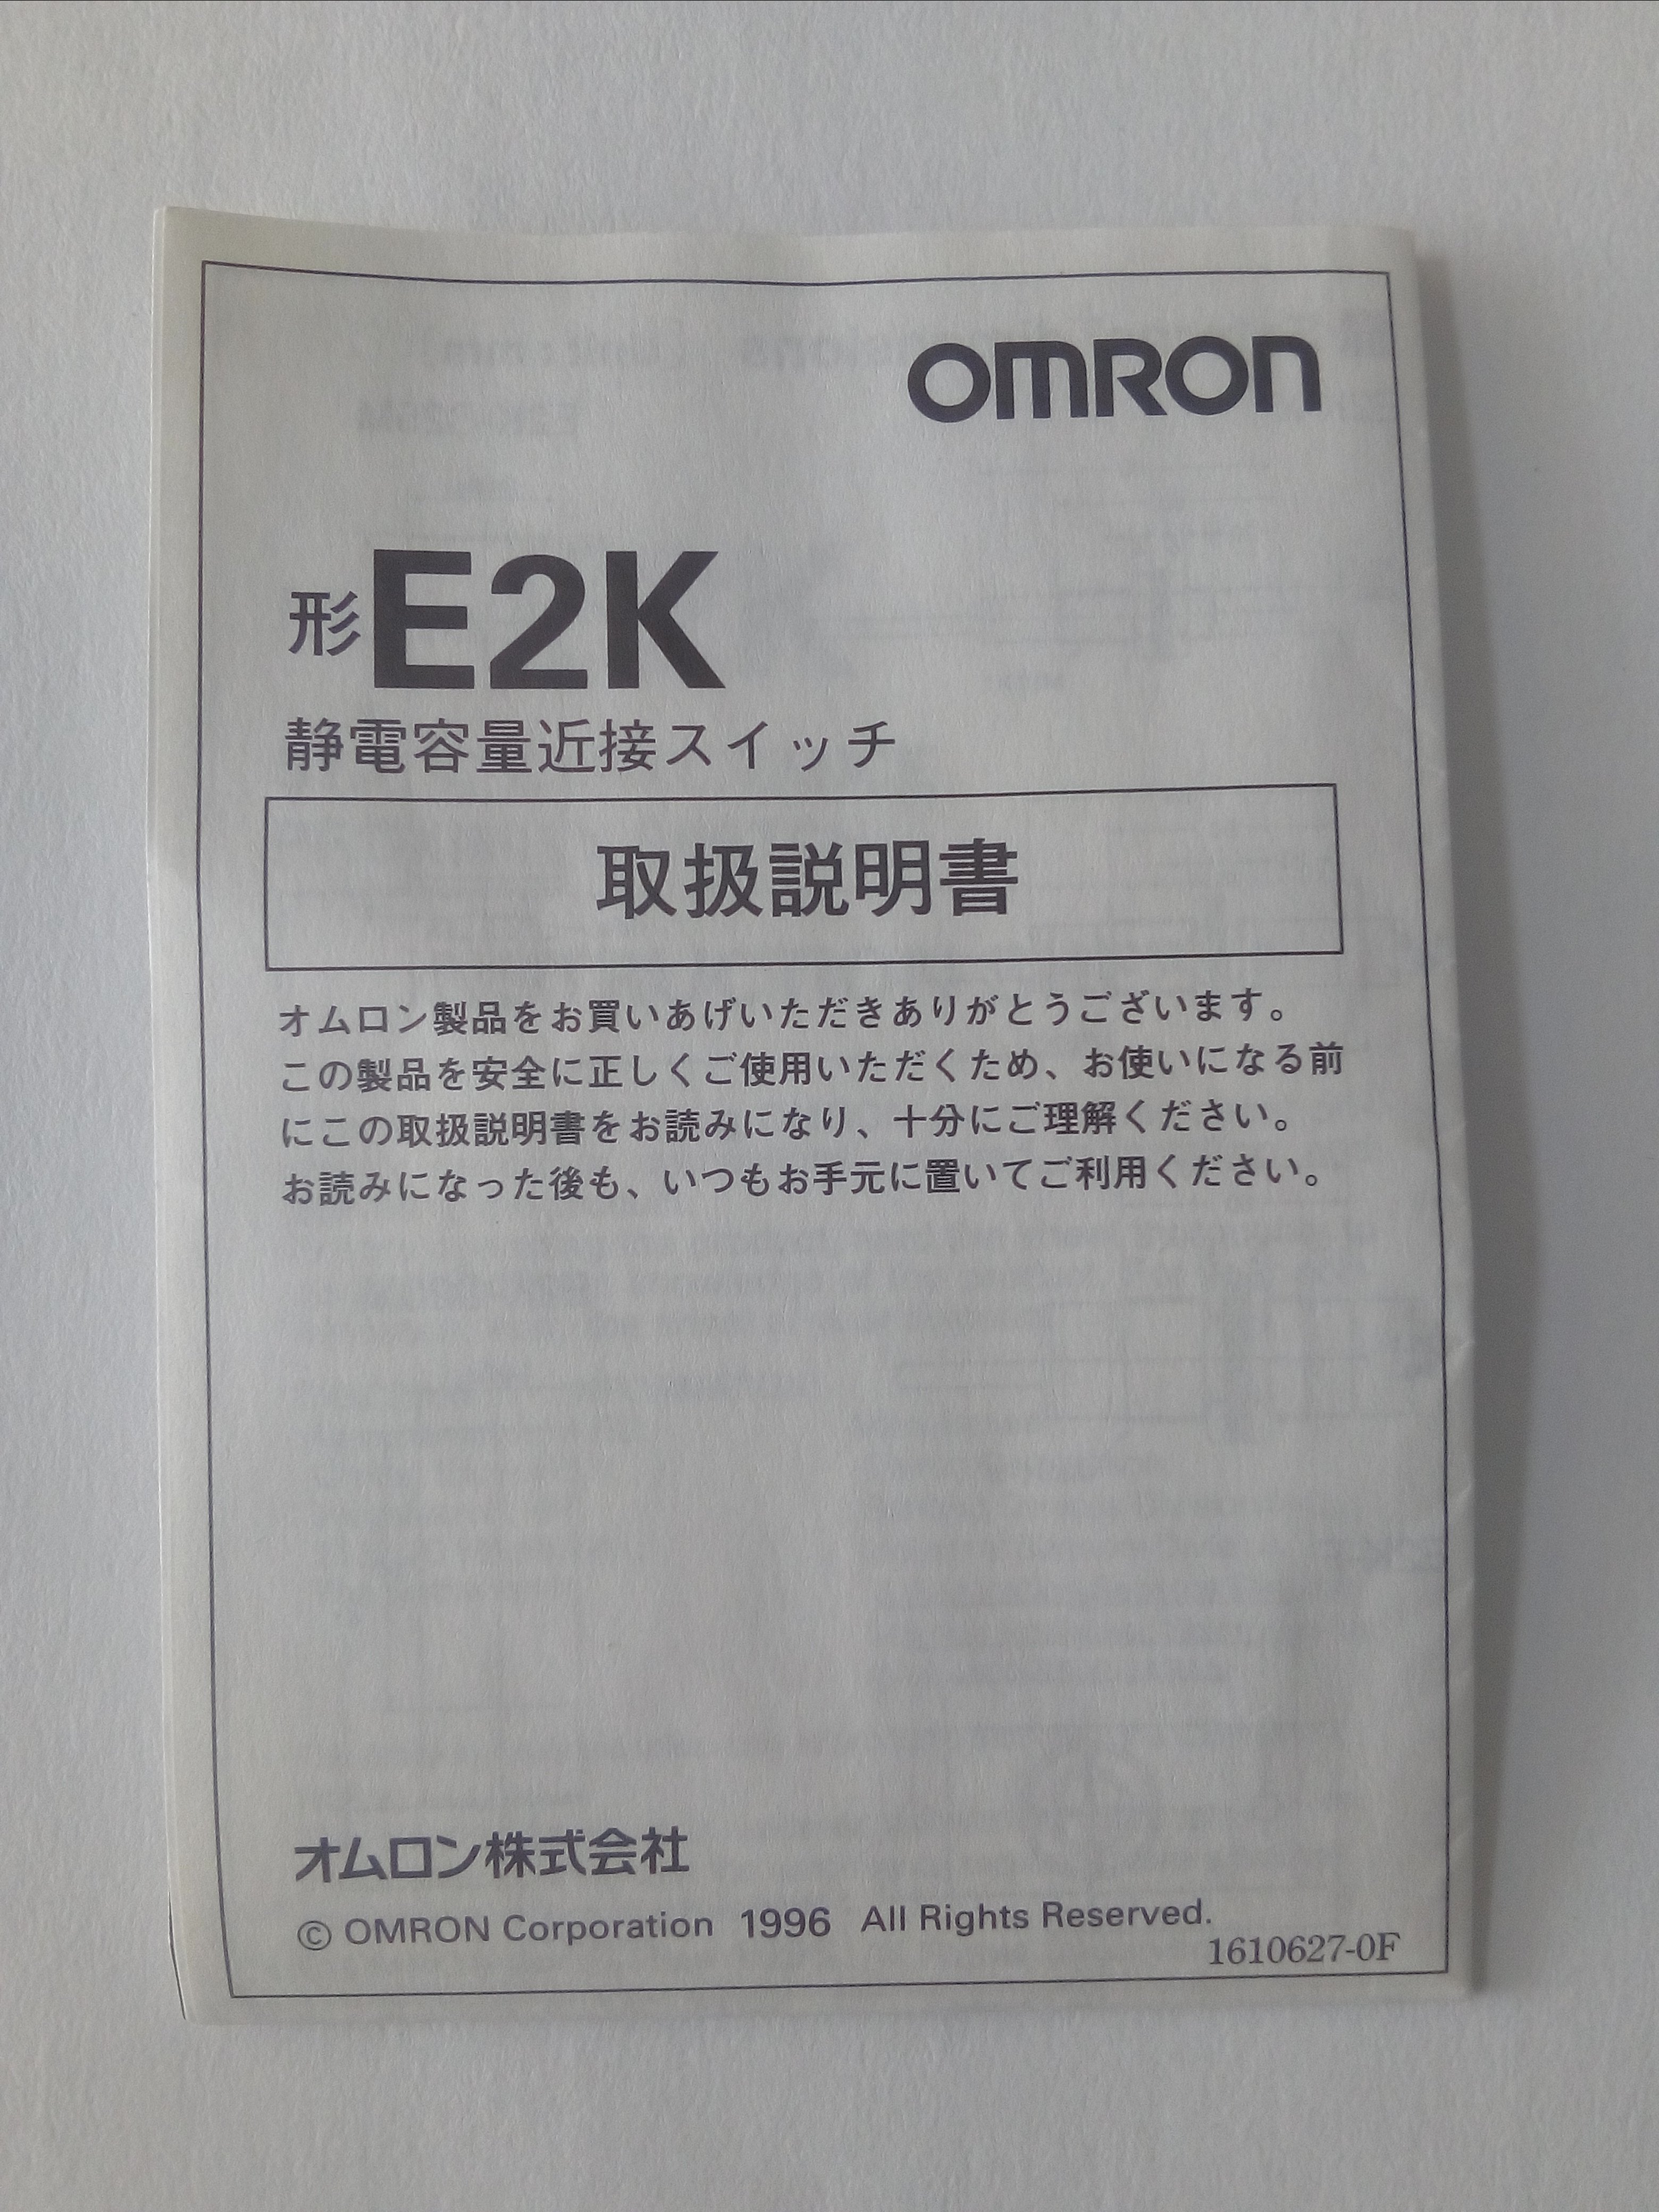 OMRON
形E2K
静電容量近接スイッチ
取扱説明書
オムロン製品をお買いあげいただきありがとうございます。
この製品を安全に正しくご使用いただくため、お使いになる前
にこの取扱説明書をお読みになり、十分にご理解ください。
お読みになった後も、いつもお手元に置いてご利用ください。
オムロン株式会社
© OMRON Corporation 1996 All Rights Reserved.
1610627-0F